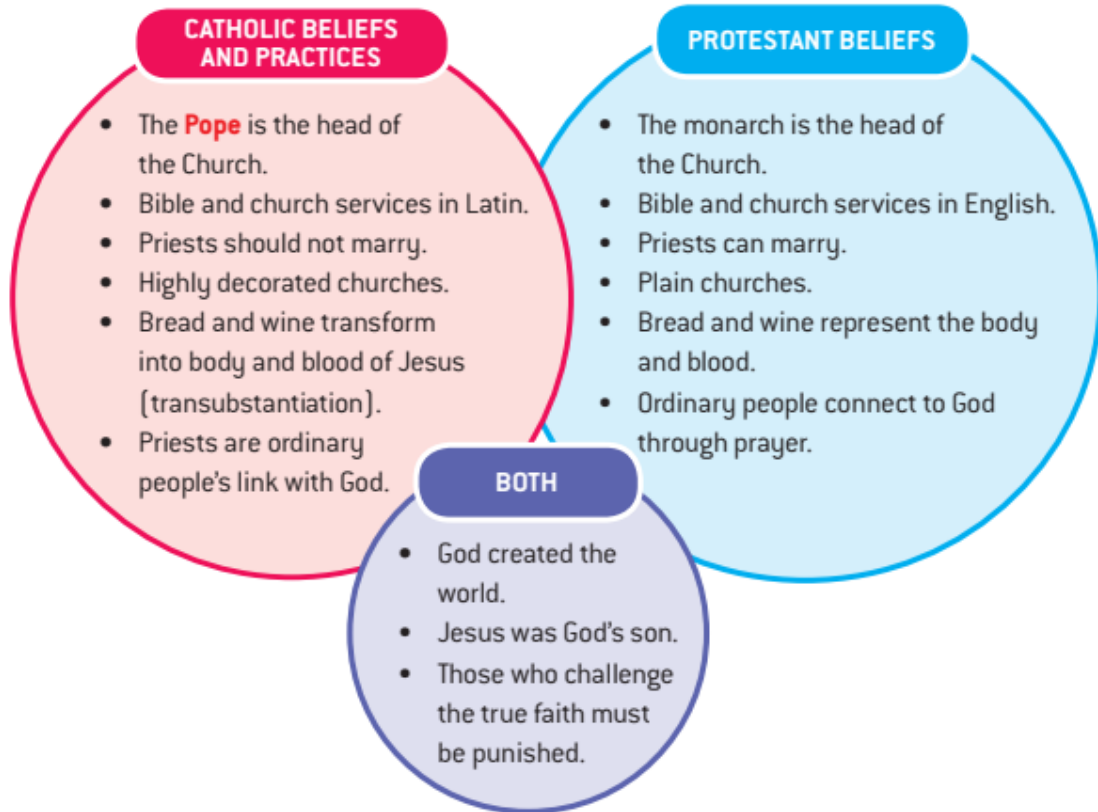 CATHOLIC BELIEFS
AND PRACTICES
• The Pope is the head of
the Church.
• Bible and church services in Latin.
• Priests should not marry.
• Highly decorated churches.
• Bread and wine transform
into body and blood of Jesus
(transubstantiation).
• Priests are ordinary
people's link with God.
PROTESTANT BELIEFS
• The monarch is the head of
the Church.
• Bible and church services in English.
• Priests can marry.
• Plain churches.
• Bread and wine represent the body
and blood.
• Ordinary people connect to God
through prayer.
BOTH
• God created the
world.
• Jesus was God's son.
• Those who challenge
the true faith must
be punished.